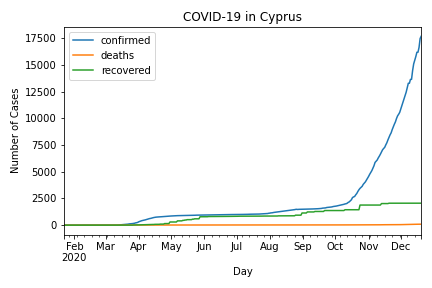 COVID-19 in Cyprus
confirmed
deaths
recovered
Number of Cases
17500
15000
12500
10000
7500
5000
2500
0
Feb Mar Apr May Jun Jul Aug Sep Oct Nov Dec
2020
Day